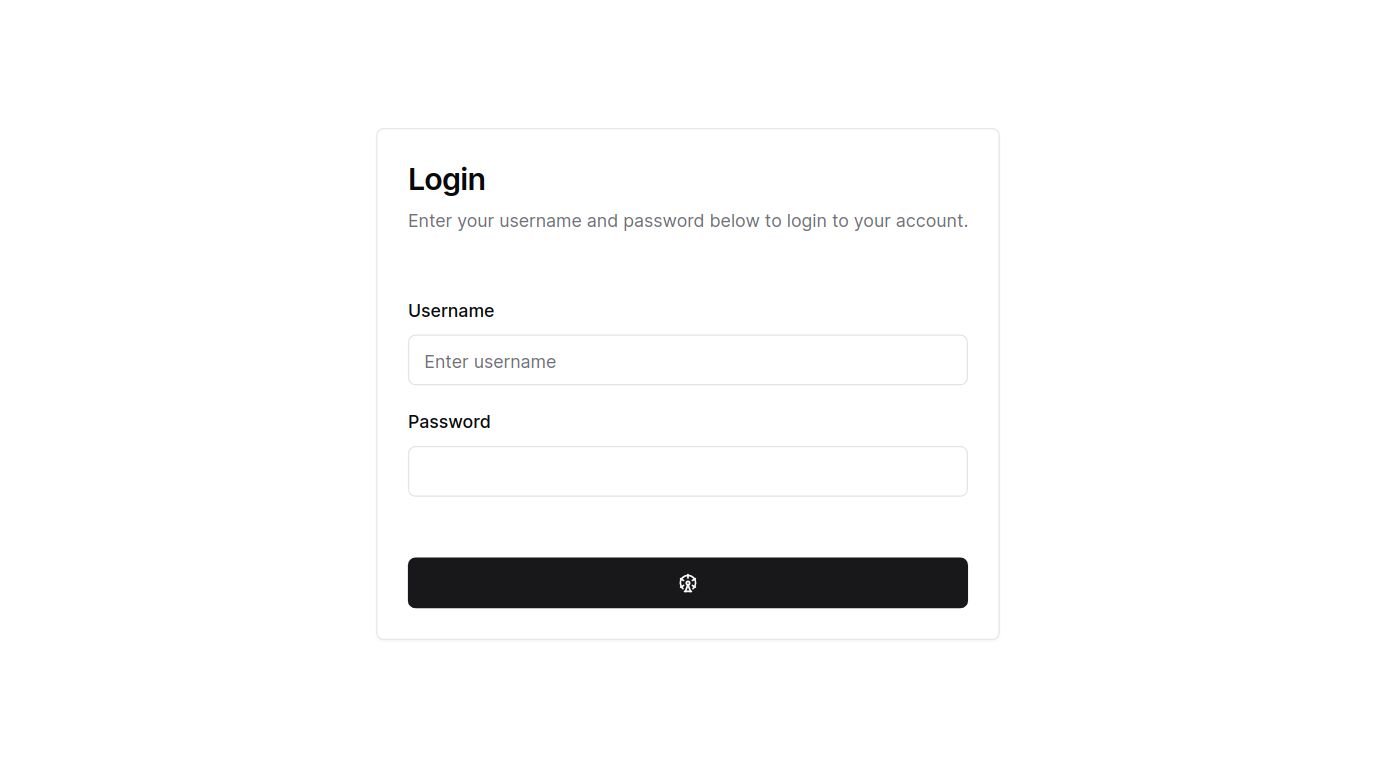 Login
Enter your username and password below to login to your account.
Username
Enter username
Password